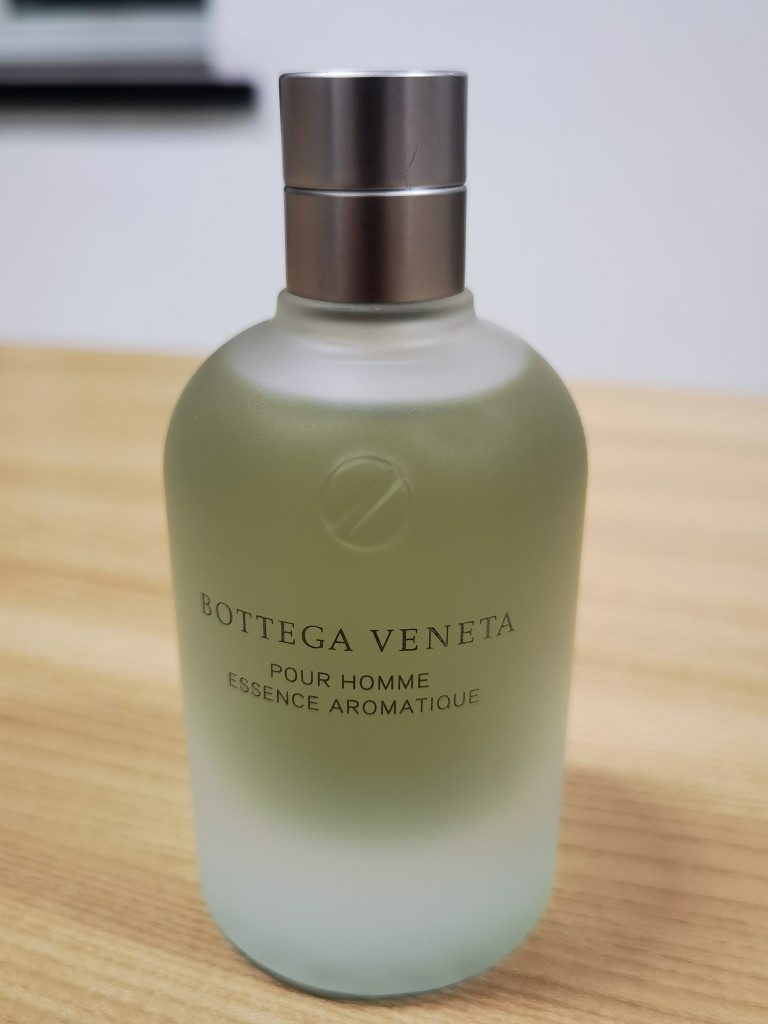 BOTTEGA VENETA
POUR HOMME
ESSENCE AROMATIQUE